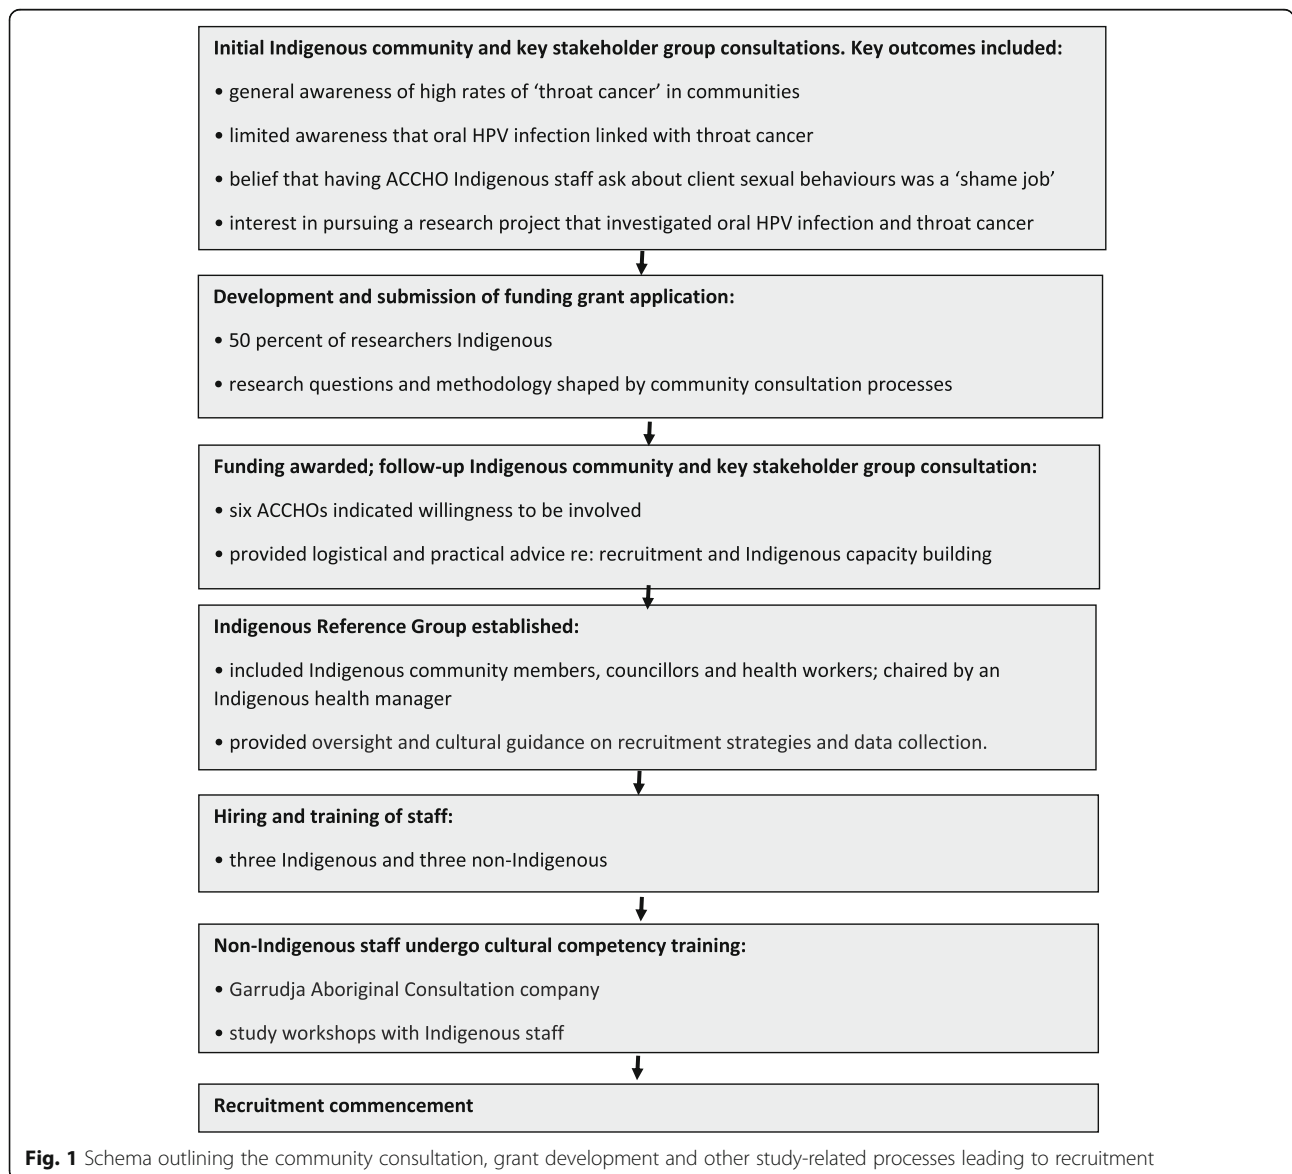 Initial Indigenous community and key stakeholder group consultations. Key outcomes included:
• general awareness of high rates of ‘throat cancer’ in communities
• limited awareness that oral HPV infection linked with throat cancer
• belief that having ACCHO Indigenous staff ask about client sexual behaviours was a ‘shame job’
• interest in pursuing a research project that investigated oral HPV infection and throat cancer
Development and submission of funding grant application:
• 50 percent of researchers Indigenous
• research questions and methodology shaped by community consultation processes
Funding awarded; follow-up Indigenous community and key stakeholder group consultation:
• six ACCHOs indicated willingness to be involved
• provided logistical and practical advice re: recruitment and Indigenous capacity building
Indigenous Reference Group established:
• included Indigenous community members, councillors and health workers; chaired by an
Indigenous health manager
• provided oversight and cultural guidance on recruitment strategies and data collection.
Hiring and training of staff:
• three Indigenous and three non-Indigenous
Non-Indigenous staff undergo cultural competency training:
• Garrudja Aboriginal Consultation company
• study workshops with Indigenous staff
Recruitment commencement
Fig. 1 Schema outlining the community consultation, grant development and other study-related processes leading to recruitment